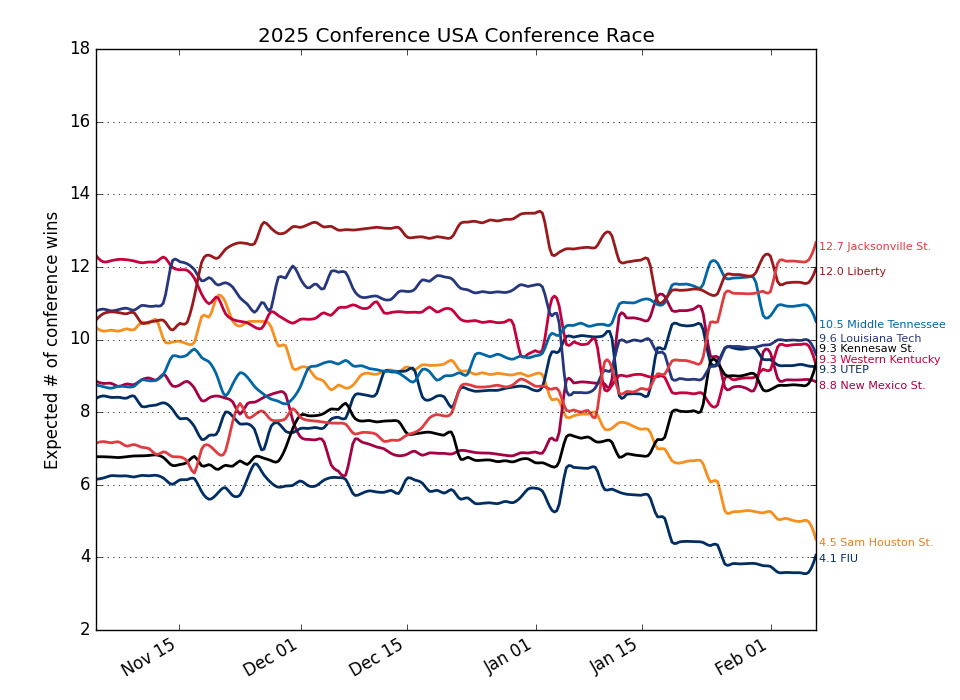 2025 Conference USA Conference Race
Expected # of conference wins
18
16
14
12
10
8
6
4
2
Nov 15
Dec 01
Dec 15
Jan 01
Jan 15
Feb 01
12.7 Jacksonville St.
12.0 Liberty
10.5 Middle Tennessee
9.6 Louisiana Tech
9.3 Kennesaw St.
9.3 Western Kentucky
9.3 UTEP
8.8 New Mexico St.
4.5 Sam Houston St.
4.1 FIU